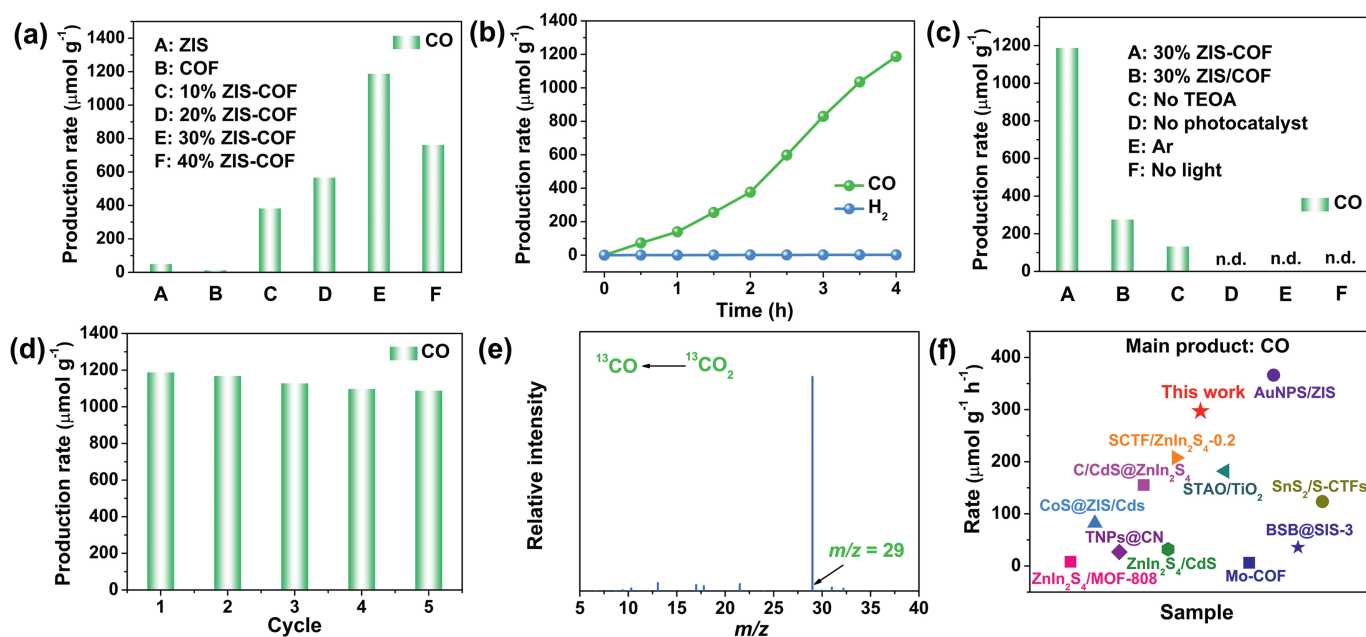 (a)
Production rate (μmol g⁻¹)
1400
1200
1000
800
600
400
200
0
A: ZIS
B: COF
C: 10% ZIS-COF
D: 20% ZIS-COF
E: 30% ZIS-COF
F: 40% ZIS-COF
CO
A B C D E F
(b)
Production rate (μmol g⁻¹)
1400
1200
1000
800
600
400
200
0
CO
H₂
0 1 2 3 4
Time (h)
(c)
Production rate (μmol g⁻¹)
1200
1000
800
600
400
200
0
A: 30% ZIS-COF
B: 30% ZIS/COF
C: No TEOA
D: No photocatalyst
E: Ar
F: No light
CO
n.d. n.d. n.d.
A B C D E F
(d)
Production rate (μmol g⁻¹)
1400
1200
1000
800
600
400
200
0
CO
1 2 3 4 5
Cycle
(e)
Relative intensity
¹³CO ← ¹³CO₂
m/z = 29
5 10 15 20 25 30 35 40
m/z
(f)
Rate (μmol g⁻¹ h⁻¹)
400
300
200
100
0
Main product: CO
AuNPS/ZIS
This work
SCTF/ZnIn₂S₄-0.2
C/CdS@ZnIn₂S₄
STAO/TiO₂
SnS₂/S-CTFs
CoS@ZIS/Cds
TNPs@CN
BSB@SIS-3
ZnIn₂S₄/MOF-808
ZnIn₂S₄/CdS
Mo-COF
Sample